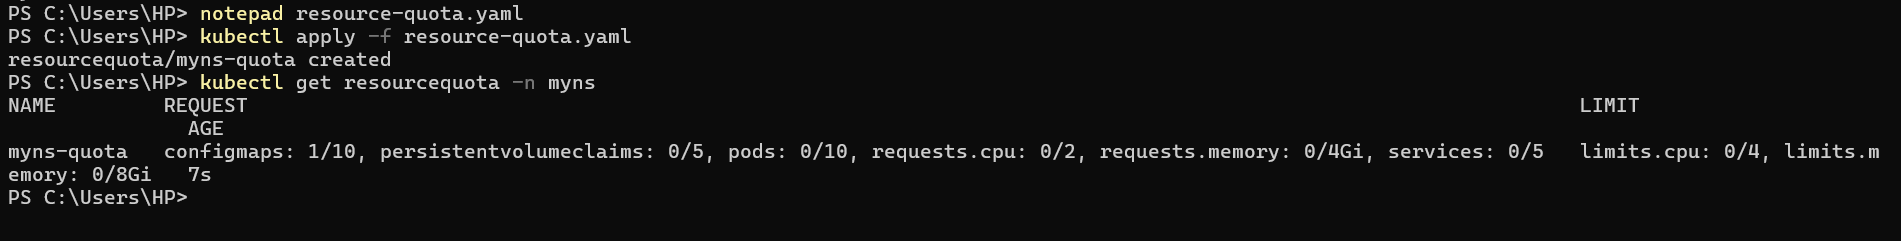 PS C:\Users\HP> notepad resource-quota.yaml
PS C:\Users\HP> kubectl apply -f resource-quota.yaml
resourcequota/myns-quota created
PS C:\Users\HP> kubectl get resourcequota -n myns
NAME         REQUEST                                                                                                               LIMIT
               AGE
myns-quota   configmaps: 1/10, persistentvolumeclaims: 0/5, pods: 0/10, requests.cpu: 0/2, requests.memory: 0/4Gi, services: 0/5   limits.cpu: 0/4, limits.m
emory: 0/8Gi   7s
PS C:\Users\HP>